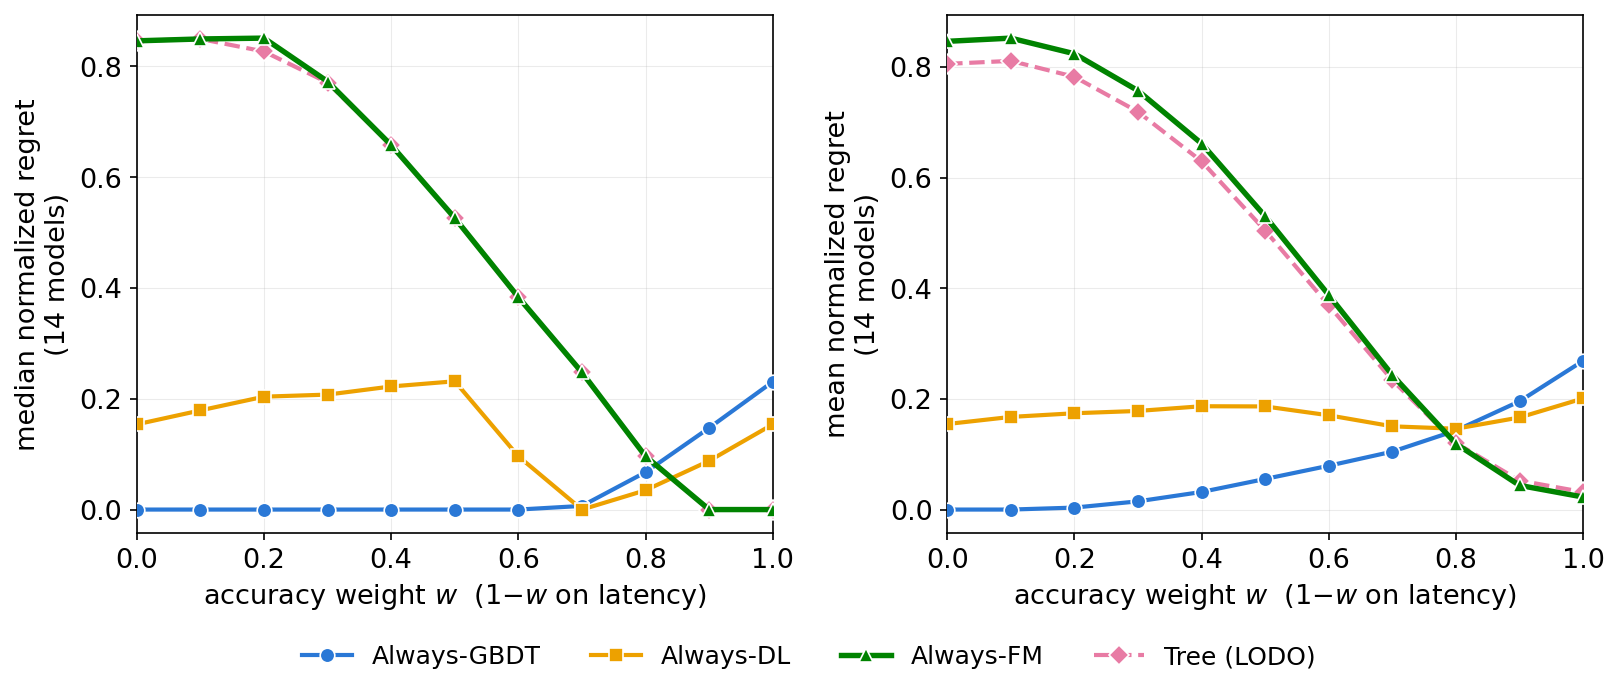 median normalized regret
(14 models)
0.8
0.6
0.4
0.2
0.0
0.0 0.2 0.4 0.6 0.8 1.0
accuracy weight w (1−w on latency)
mean normalized regret
(14 models)
0.8
0.6
0.4
0.2
0.0
0.0 0.2 0.4 0.6 0.8 1.0
accuracy weight w (1−w on latency)
Always-GBDT Always-DL Always-FM Tree (LODO)